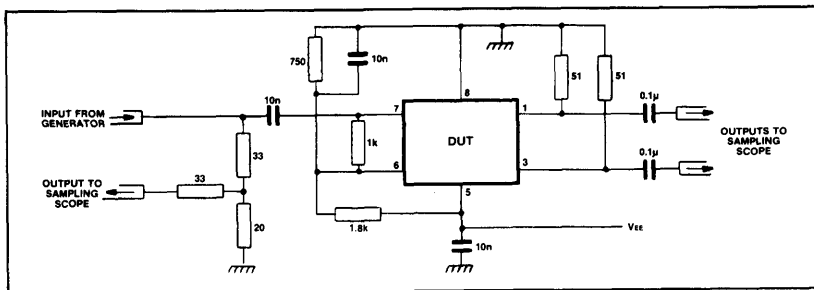 750
10n
51
51
8
0.1µ
10n
7
1
INPUT FROM
GENERATOR
1k
DUT
OUTPUTS TO
SAMPLING
SCOPE
33
6
3
0.1µ
OUTPUT TO
SAMPLING
SCOPE
33
5
20
1.8k
VEE
10n